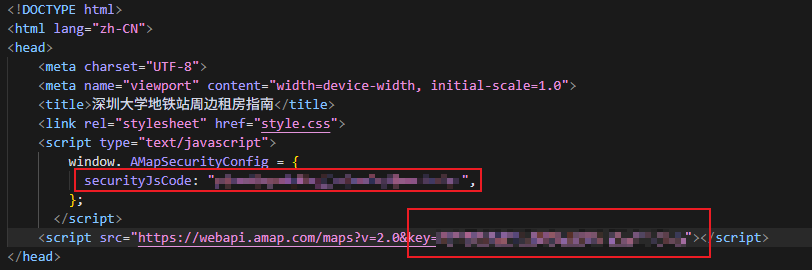 <!DOCTYPE html>
<html lang="zh-CN">
<head>
<meta charset="UTF-8">
<meta name="viewport" content="width=device-width, initial-scale=1.0">
<title>深圳大学地铁站周边租房指南</title>
<link rel="stylesheet" href="style.css">
<script type="text/javascript">
window. AMapSecurityConfig = {
securityJsCode: "",
};
</script>
<script src="https://webapi.amap.com/maps?v=2.0&key="></script>
</head>